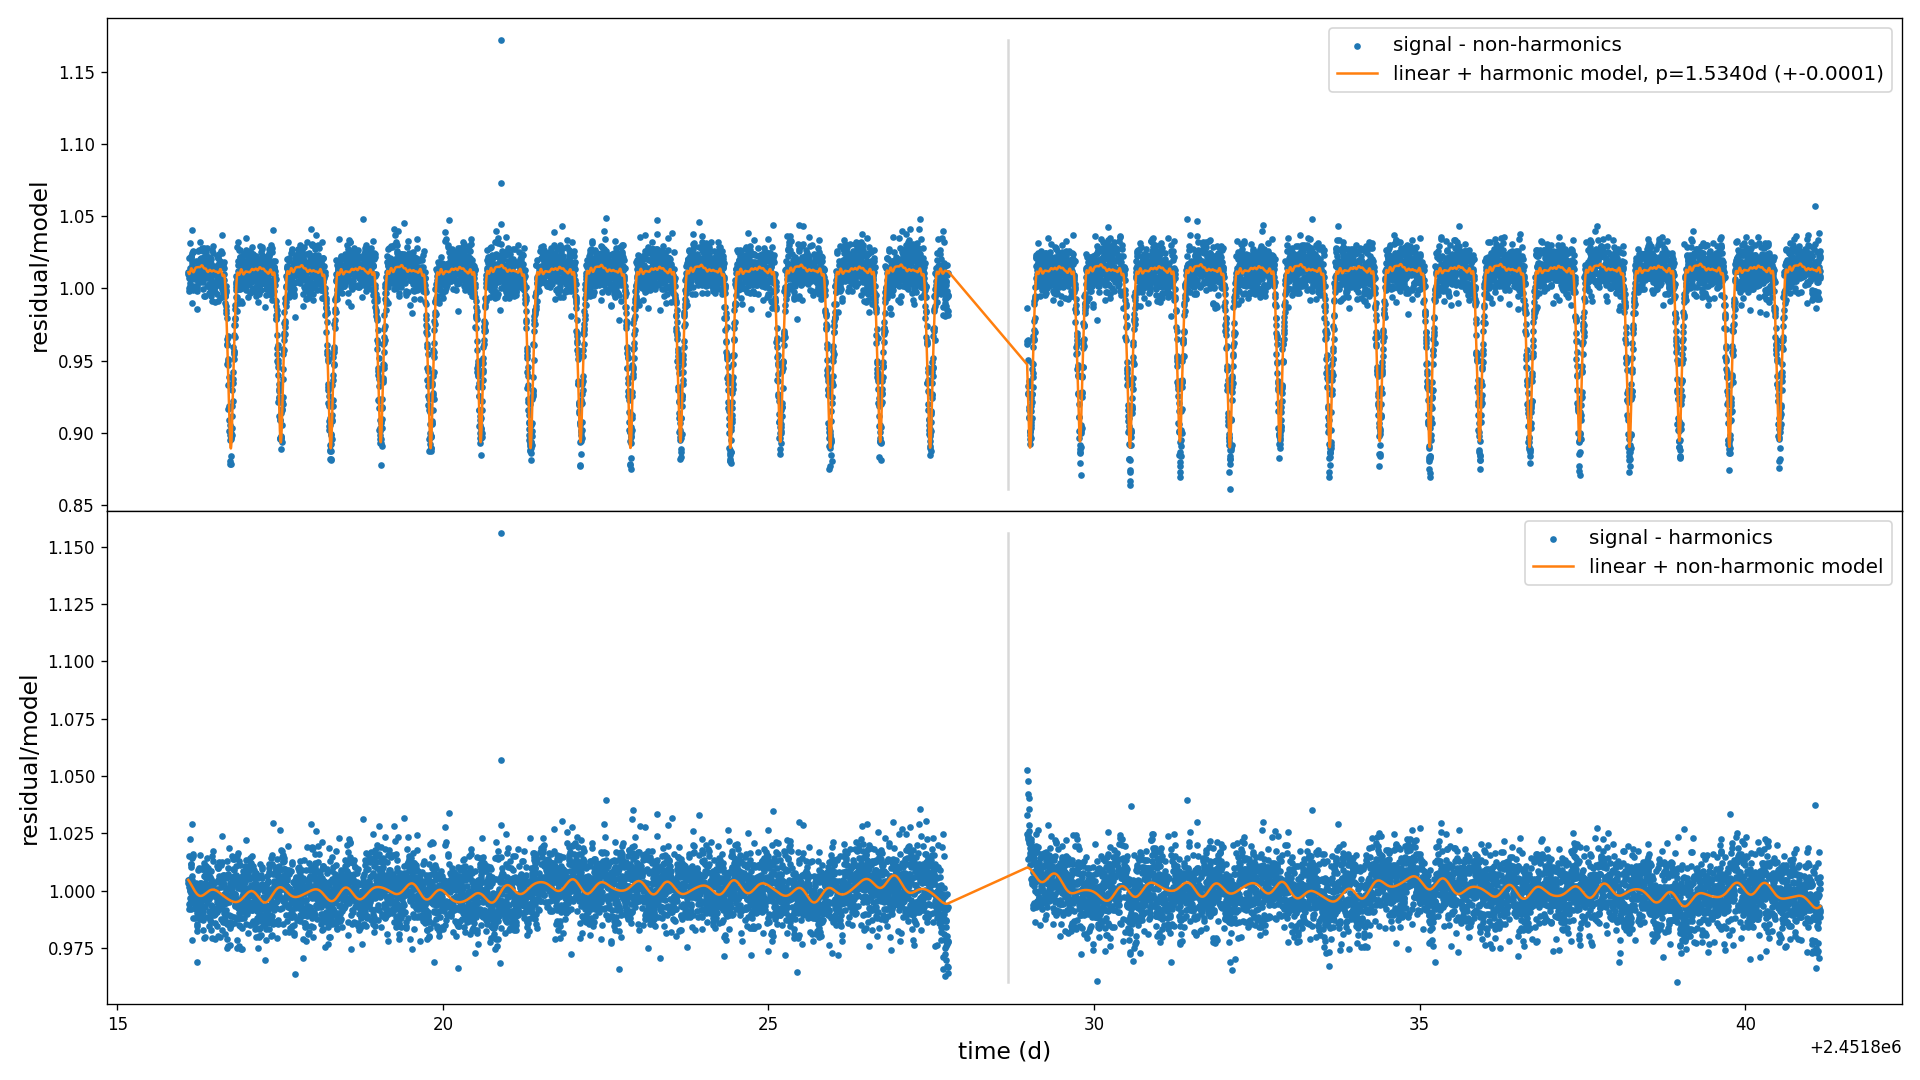 signal - non-harmonics
linear + harmonic model, p=1.5340d (+-0.0001)
residual/model
1.15
1.10
1.05
1.00
0.95
0.90
0.85
signal - harmonics
linear + non-harmonic model
residual/model
1.150
1.125
1.100
1.075
1.050
1.025
1.000
0.975
15 20 25 30 35 40
time (d)
+2.4518e6